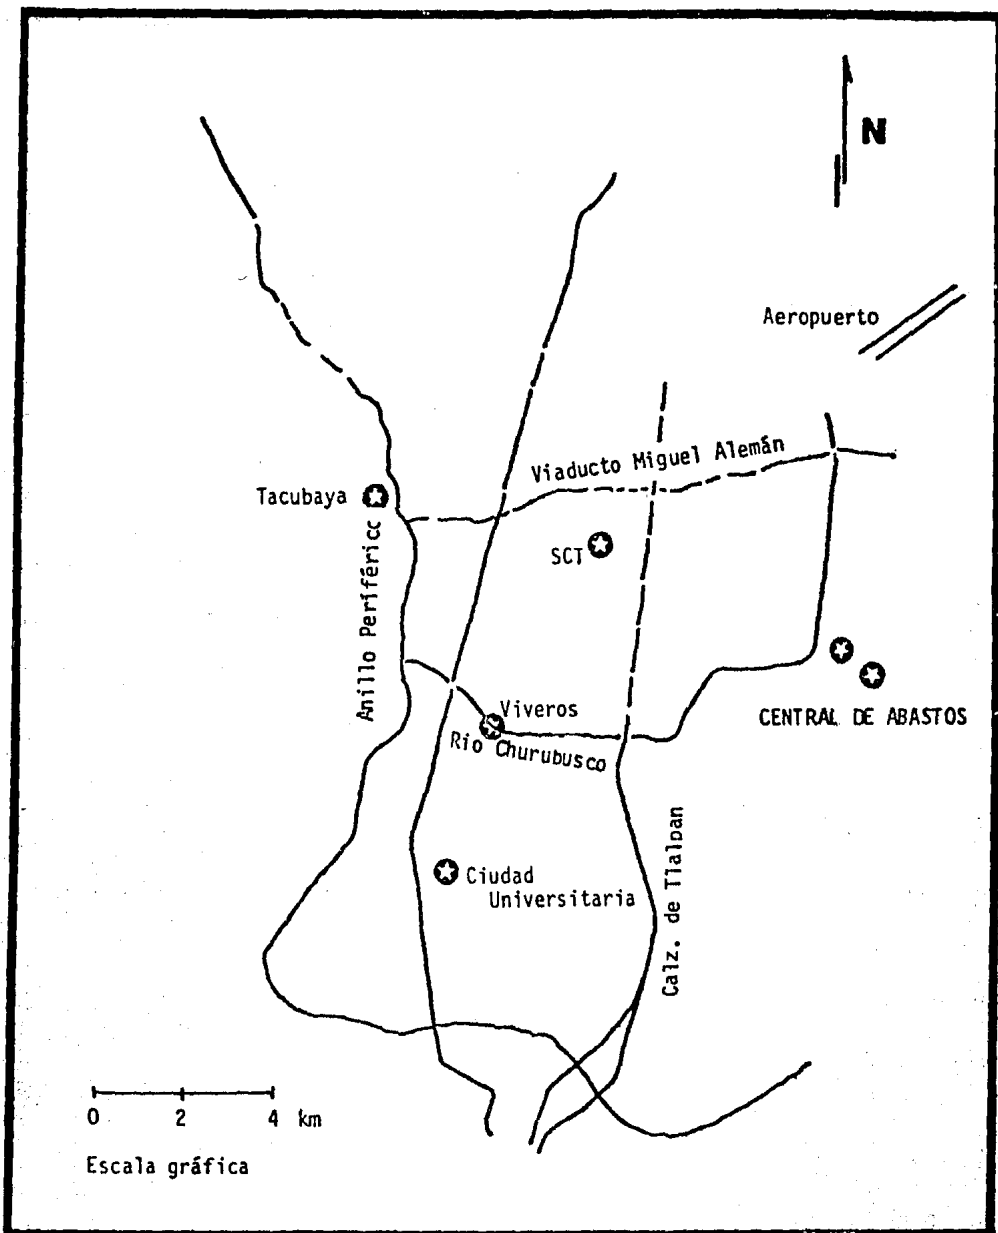 N
Aeropuerto
Viaducto Miguel Alemán
Tacubaya
SCT
Anillo Periférico
Viveros
CENTRAL DE ABASTOS
Río Churubusco
Calz. de Tlalpan
Ciudad
Universitaria
0 2 4 km
Escala gráfica